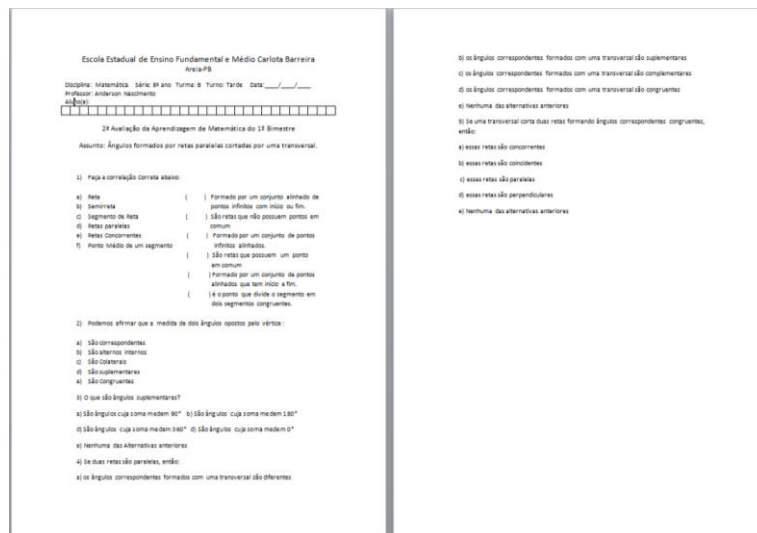 Escola Estadual de Ensino Fundamental e Médio Carlota Barreira
Areia-PB
Disciplina: Matemática Série: 8º ano Turma: B Turno: Tarde Data:____/____/____
Professor: Anderson Nascimento
Aluno(a):
2ª Avaliação da Aprendizagem de Matemática do 1º Bimestre
Assunto: Ângulos formados por retas paralelas cortadas por uma transversal.
1) Faça a correlação Correta abaixo:
a) Reta
b) Semirreta
c) Segmento de Reta
d) Retas paralelas
e) Retas Concorrentes
f) Ponto Médio de um segmento
( ) Formado por um conjunto alinhado de
pontos infinitos com início ou fim.
( ) São retas que não possuem pontos em
comum
( ) Formado por um conjunto de pontos
infinitos alinhados.
( ) São retas que possuem um ponto
em comum
( ) Formado por um conjunto de pontos
alinhados que tem início e fim.
( ) é o ponto que divide o segmento em
dois segmentos congruentes.
2) Podemos afirmar que a medida de dois ângulos opostos pelo vértice :
a) São correspondentes
b) São alternos internos
c) São Colaterais
d) São suplementares
e) São Congruentes
3) O que são ângulos suplementares?
a) São ângulos cuja soma medem 90° b) São ângulos cuja soma medem 180°
d) São ângulos cuja soma medem 360° d) São ângulos cuja soma medem 0°
e) Nenhuma das Alternativas anteriores
4) Se duas retas são paralelas, então:
a) os ângulos correspondentes formados com uma transversal são diferentes
b) os ângulos correspondentes formados com uma transversal são suplementares
c) os ângulos correspondentes formados com uma transversal são complementares
d) os ângulos correspondentes formados com uma transversal são congruentes
e) Nenhuma das alternativas anteriores
5) Se uma transversal corta duas retas formando ângulos correspondentes congruentes,
então:
a) essas retas são concorrentes
b) essas retas são coincidentes
c) essas retas são paralelas
d) essas retas são perpendiculares
e) Nenhuma das alternativas anteriores